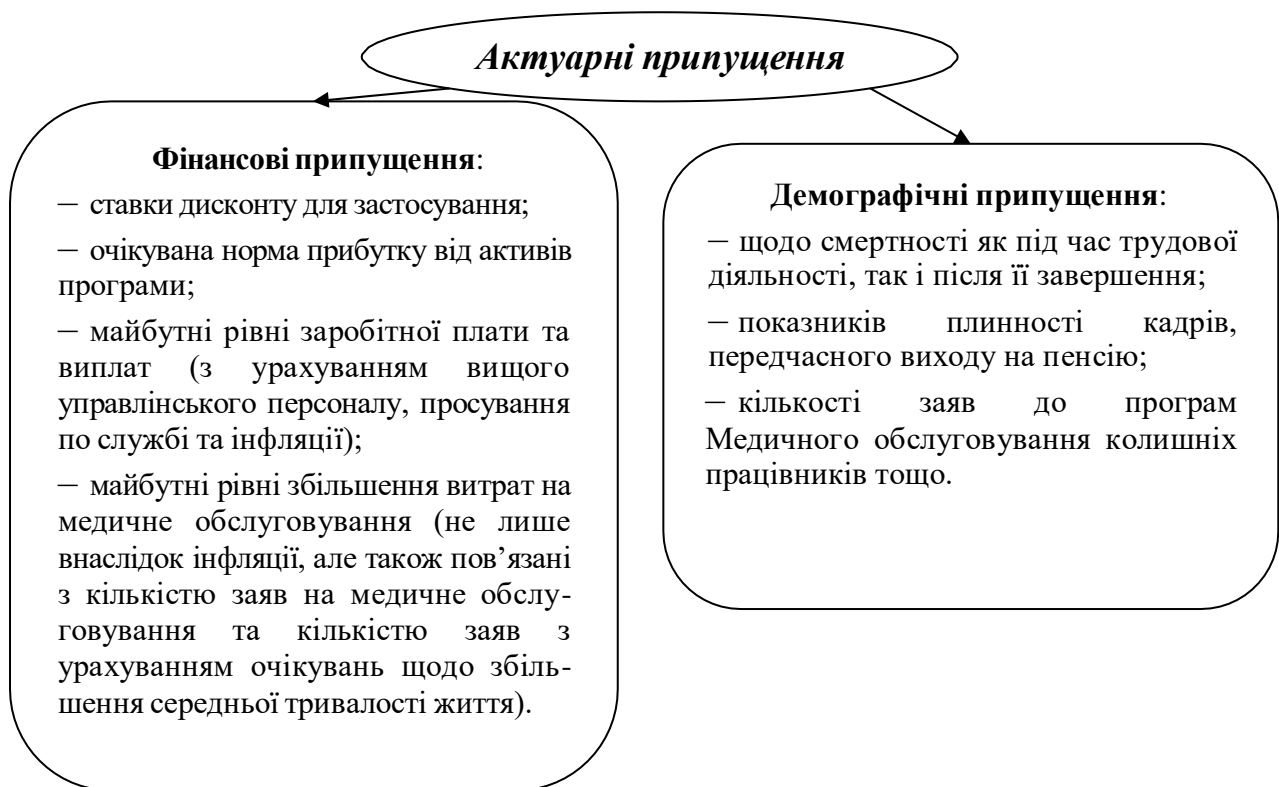 Актуарні припущення
Фінансові припущення:
– ставки дисконту для застосування;
– очікувана норма прибутку від активів
програми;
– майбутні рівні заробітної плати та
виплат (з урахуванням вищого
управлінського персоналу, просування
по службі та інфляції);
– майбутні рівні збільшення витрат на
медичне обслуговування (не лише
внаслідок інфляції, але також пов’язані
з кількістю заяв на медичне обслу-
говування та кількістю заяв з
урахуванням очікувань щодо збіль-
шення середньої тривалості життя).
Демографічні припущення:
– щодо смертності як під час трудової
діяльності, так і після її завершення;
– показників плинності кадрів,
передчасного виходу на пенсію;
– кількості заяв до програм
Медичного обслуговування колишніх
працівників тощо.